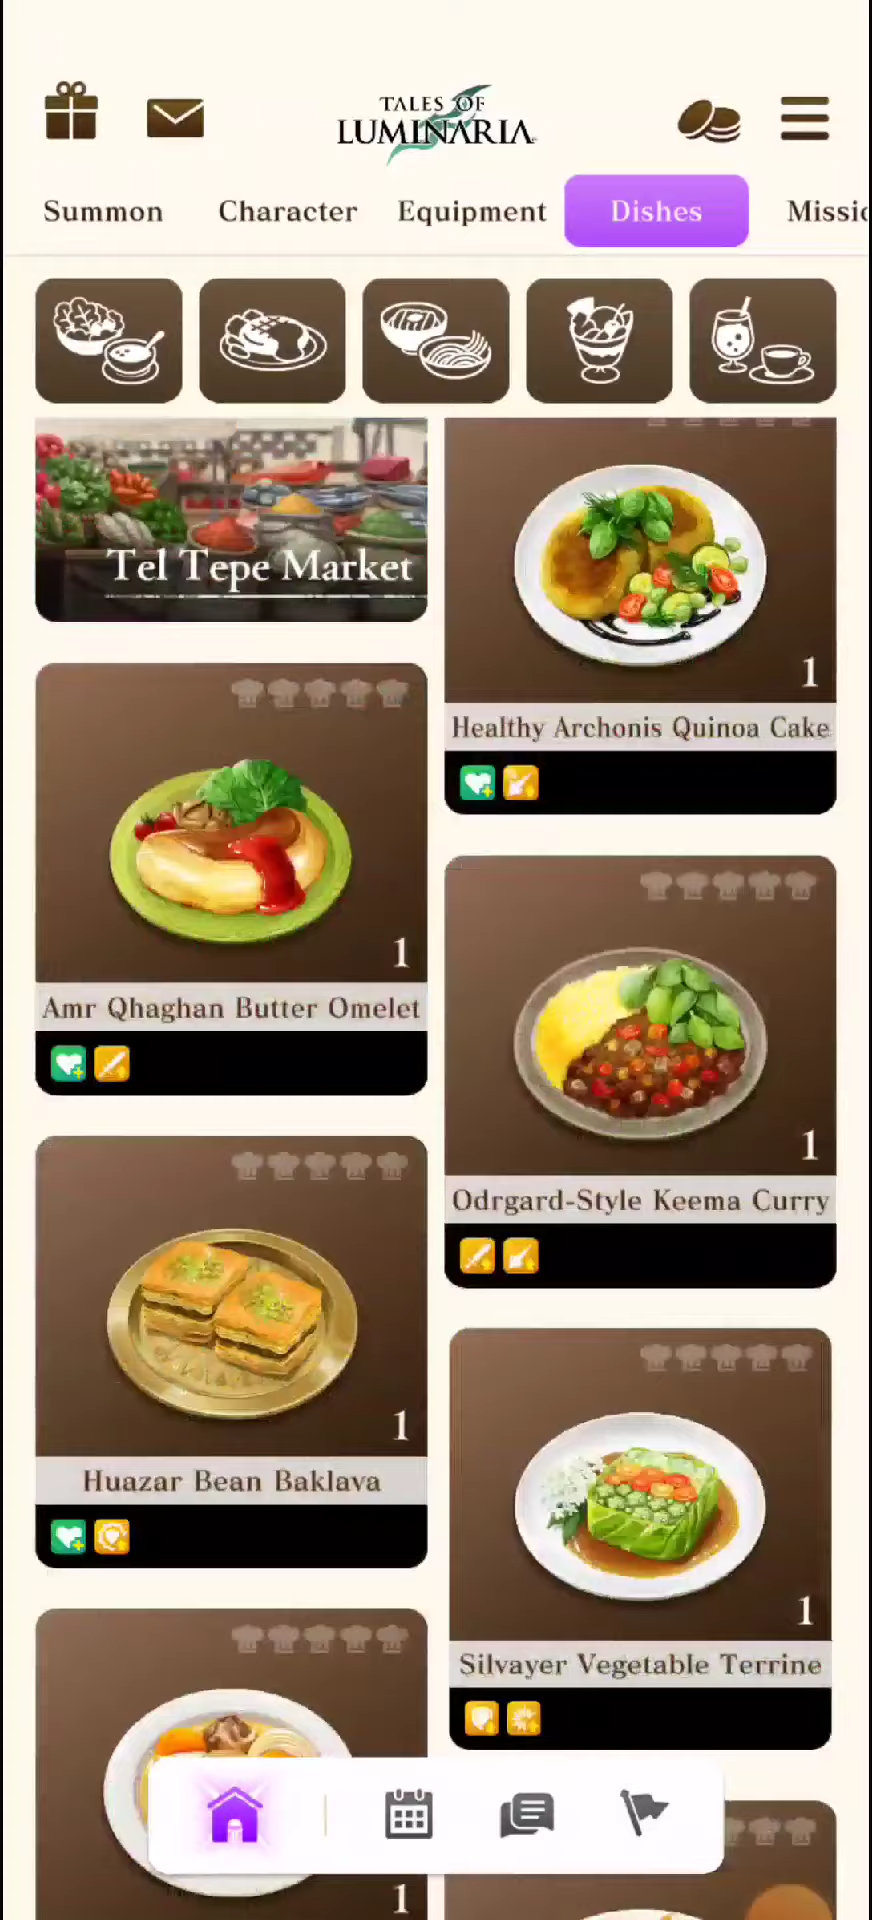 TALES OF
LUMINARIA
Summon Character Equipment Dishes Missio
Tel Tepe Market
1
Healthy Archonis Quinoa Cake
1
Amr Qhaghan Butter Omelet
1
Odrgard-Style Keema Curry
1
Huazar Bean Baklava
1
Silvayer Vegetable Terrine
1